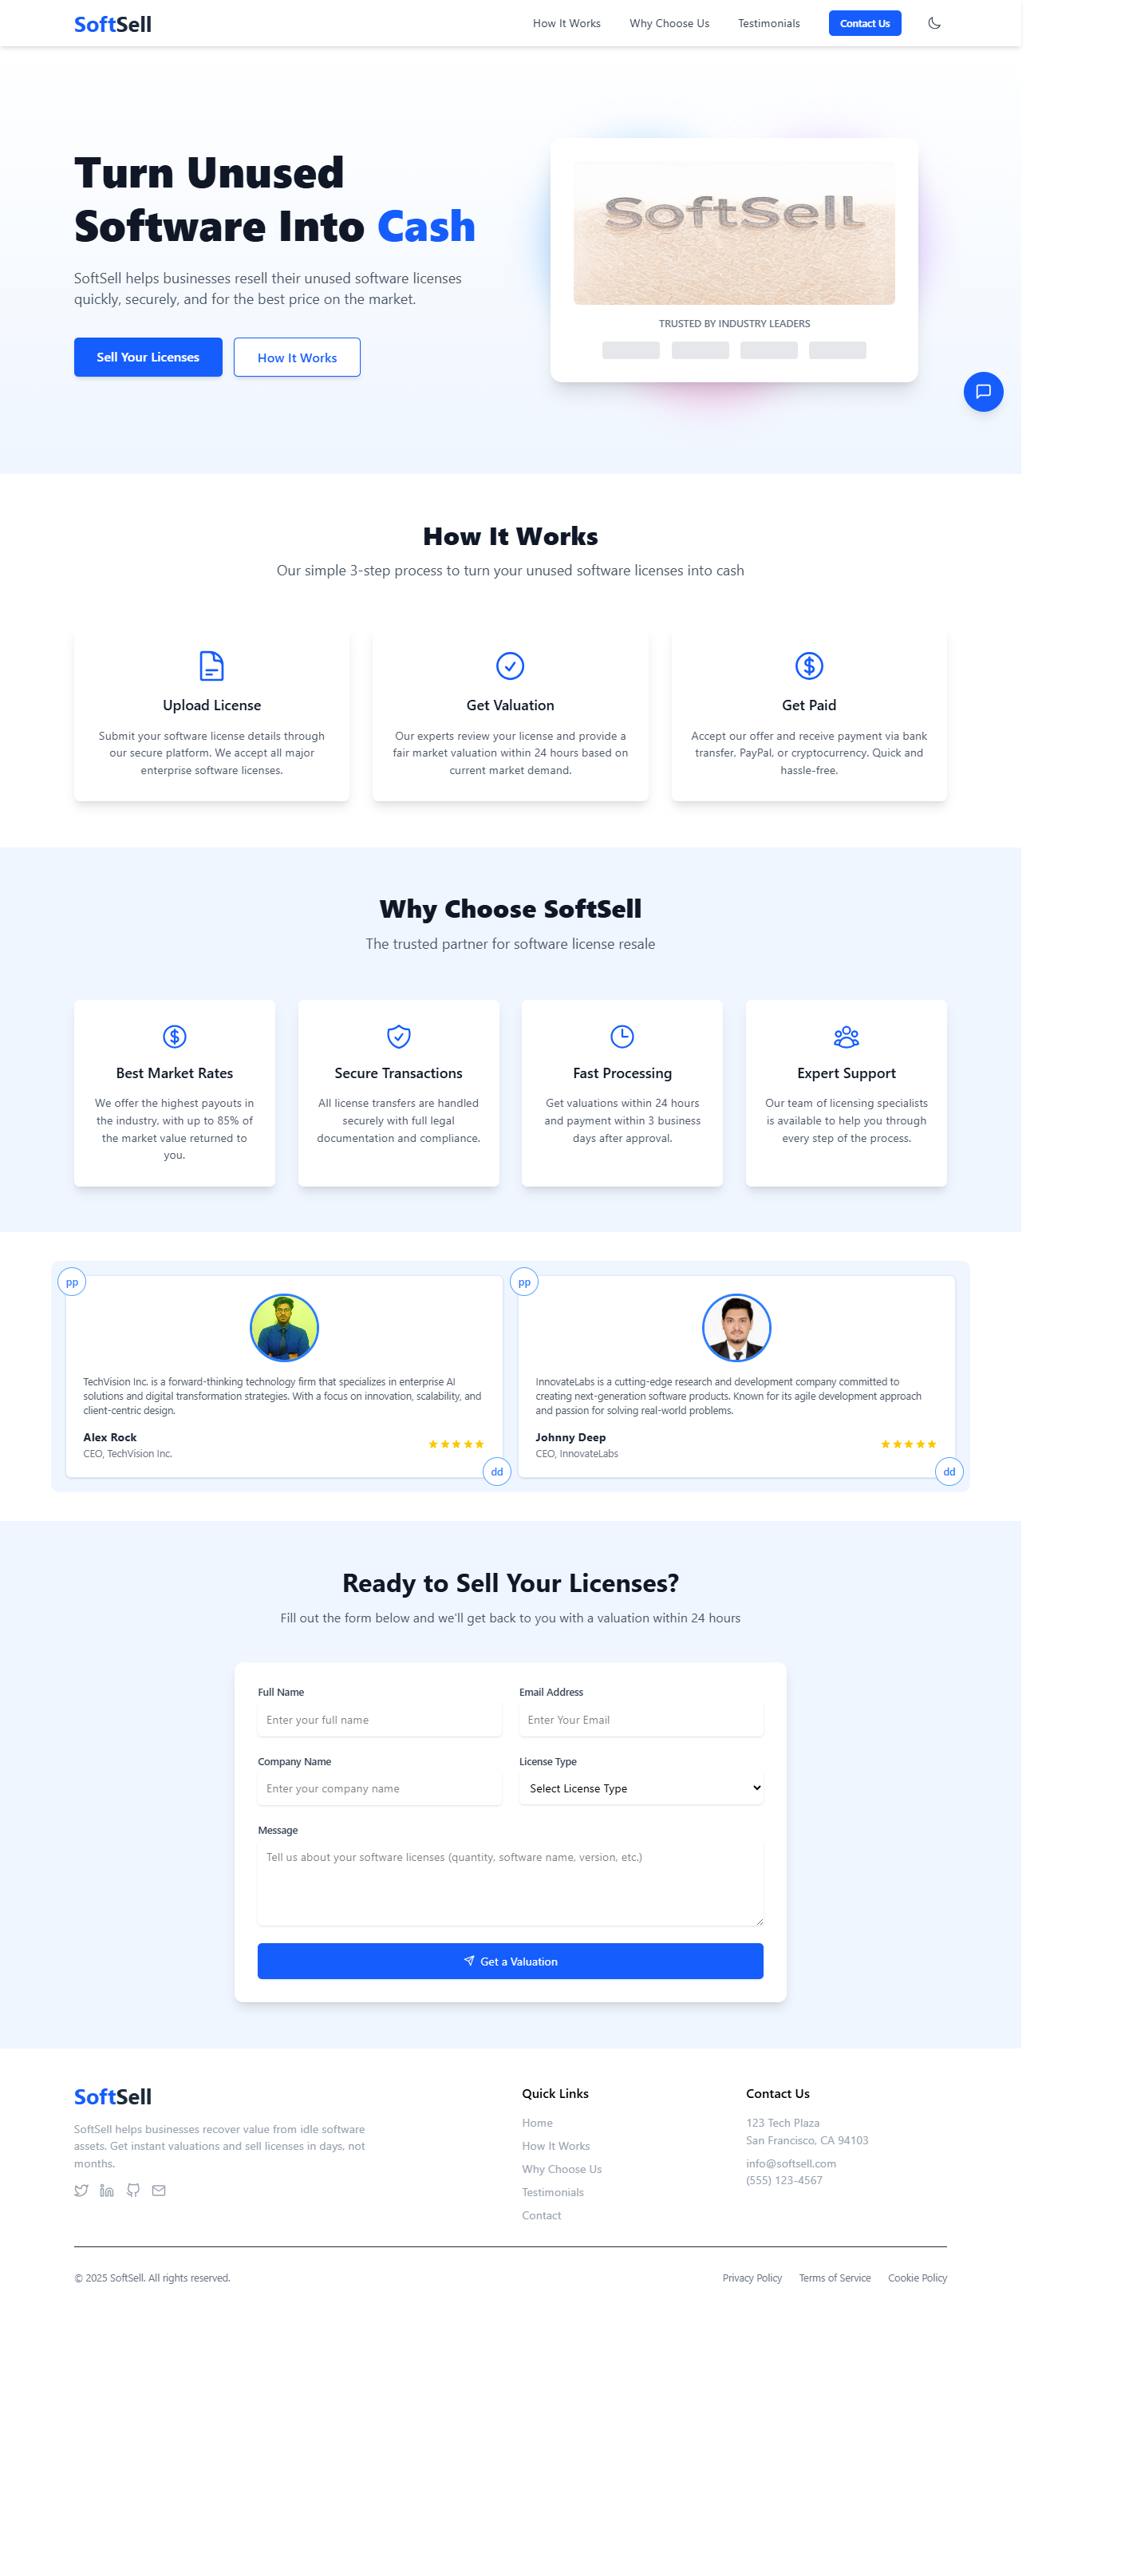 SoftSell
How It Works
Why Choose Us
Testimonials
Contact Us
Turn Unused
Software Into Cash
SoftSell helps businesses resell their unused software licenses
quickly, securely, and for the best price on the market.
Sell Your Licenses
How It Works
SoftSell
TRUSTED BY INDUSTRY LEADERS
How It Works
Our simple 3-step process to turn your unused software licenses into cash
Upload License
Submit your software license details through
our secure platform. We accept all major
enterprise software licenses.
Get Valuation
Our experts review your license and provide a
fair market valuation within 24 hours based on
current market demand.
Get Paid
Accept our offer and receive payment via bank
transfer, PayPal, or cryptocurrency. Quick and
hassle-free.
Why Choose SoftSell
The trusted partner for software license resale
Best Market Rates
We offer the highest payouts in
the industry, with up to 85% of
the market value returned to
you.
Secure Transactions
All license transfers are handled
securely with full legal
documentation and compliance.
Fast Processing
Get valuations within 24 hours
and payment within 3 business
days after approval.
Expert Support
Our team of licensing specialists
is available to help you through
every step of the process.
pp
TechVision Inc. is a forward-thinking technology firm that specializes in enterprise AI
solutions and digital transformation strategies. With a focus on innovation, scalability, and
client-centric design.
Alex Rock
CEO, TechVision Inc.
dd
pp
InnovateLabs is a cutting-edge research and development company committed to
creating next-generation software products. Known for its agile development approach
and passion for solving real-world problems.
Johnny Deep
CEO, InnovateLabs
dd
Ready to Sell Your Licenses?
Fill out the form below and we'll get back to you with a valuation within 24 hours
Full Name
Enter your full name
Email Address
Enter Your Email
Company Name
Enter your company name
License Type
Select License Type
Message
Tell us about your software licenses (quantity, software name, version, etc.)
Get a Valuation
SoftSell
SoftSell helps businesses recover value from idle software
assets. Get instant valuations and sell licenses in days, not
months.
Quick Links
Home
How It Works
Why Choose Us
Testimonials
Contact
Contact Us
123 Tech Plaza
San Francisco, CA 94103
info@softsell.com
(555) 123-4567
© 2025 SoftSell. All rights reserved.
Privacy Policy
Terms of Service
Cookie Policy